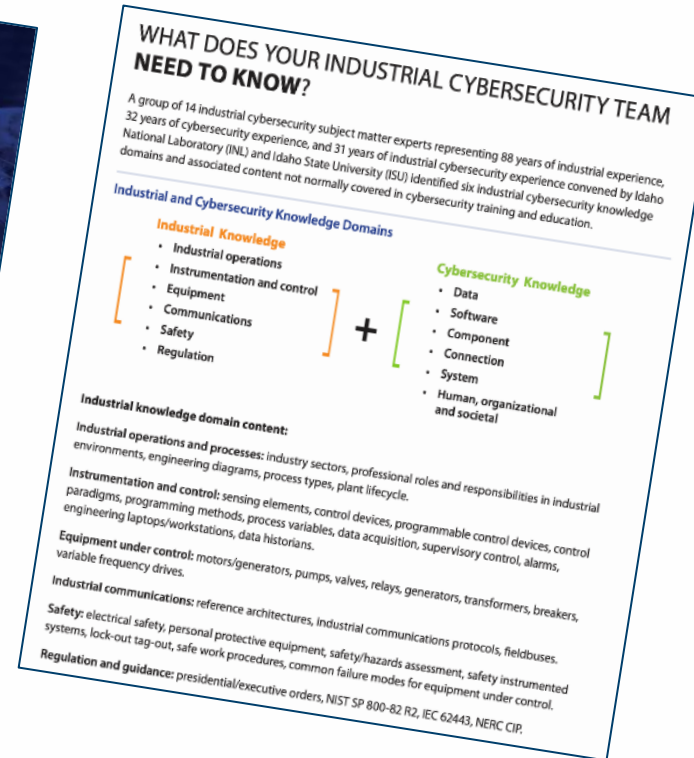 WHAT DOES YOUR INDUSTRIAL CYBERSECURITY TEAM
NEED TO KNOW?
A group of 14 industrial cybersecurity subject matter experts representing 88 years of industrial experience,
32 years of cybersecurity experience, and 31 years of industrial cybersecurity experience convened by Idaho
National Laboratory (INL) and Idaho State University (ISU) identified six industrial cybersecurity knowledge
domains and associated content not normally covered in cybersecurity training and education.
Industrial and Cybersecurity Knowledge Domains
Industrial Knowledge
• Industrial operations
• Instrumentation and control
• Equipment
• Communications
• Safety
• Regulation
+
Cybersecurity Knowledge
• Data
• Software
• Component
• Connection
• System
• Human, organizational
and societal
Industrial knowledge domain content:
Industrial operations and processes: industry sectors, professional roles and responsibilities in industrial
environments, engineering diagrams, process types, plant lifecycle.
Instrumentation and control: sensing elements, control devices, programmable control devices, control
paradigms, programming methods, process variables, data acquisition, supervisory control, alarms,
engineering laptops/workstations, data historians.
Equipment under control: motors/generators, pumps, valves, relays, generators, transformers, breakers,
variable frequency drives.
Industrial communications: reference architectures, industrial communications protocols, fieldbuses.
Safety: electrical safety, personal protective equipment, safety/hazards assessment, safety instrumented
systems, lock-out tag-out, safe work procedures, common failure modes for equipment under control.
Regulation and guidance: presidential/executive orders, NIST SP 800-82 R2, IEC 62443, NERC CIP.